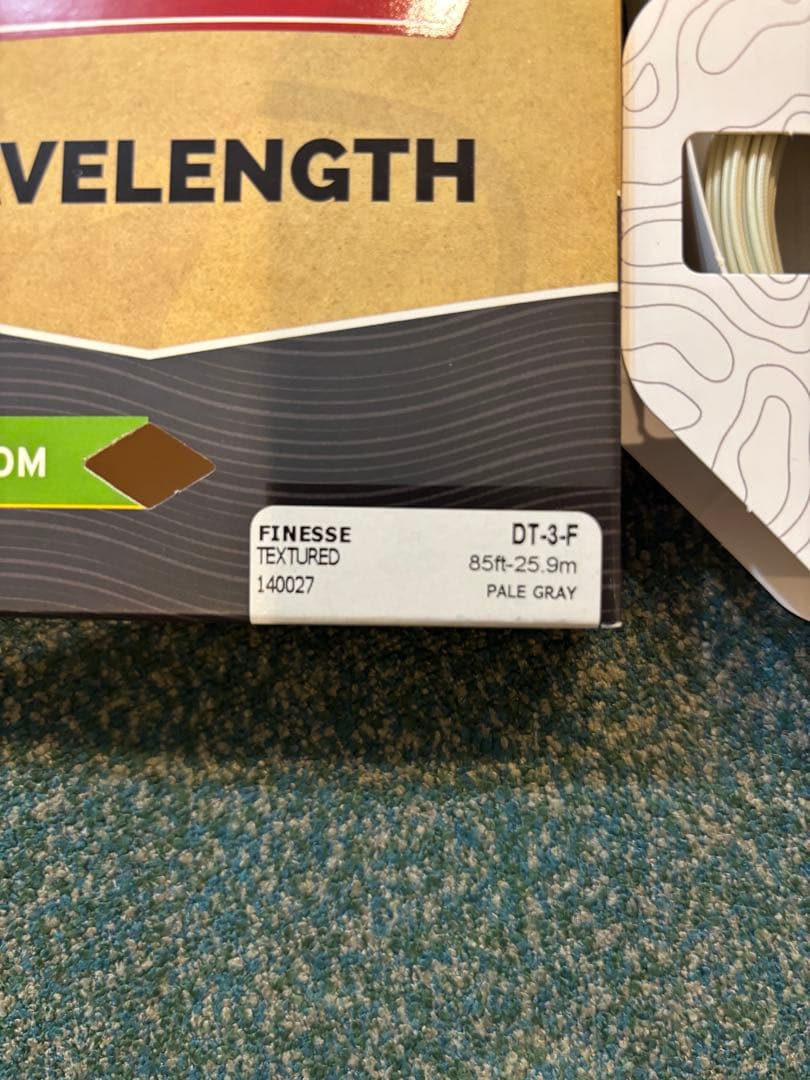 VELENGTH
OM
FINESSE DT-3-F
TEXTURED 85ft-25.9m
140027 PALE GRAY